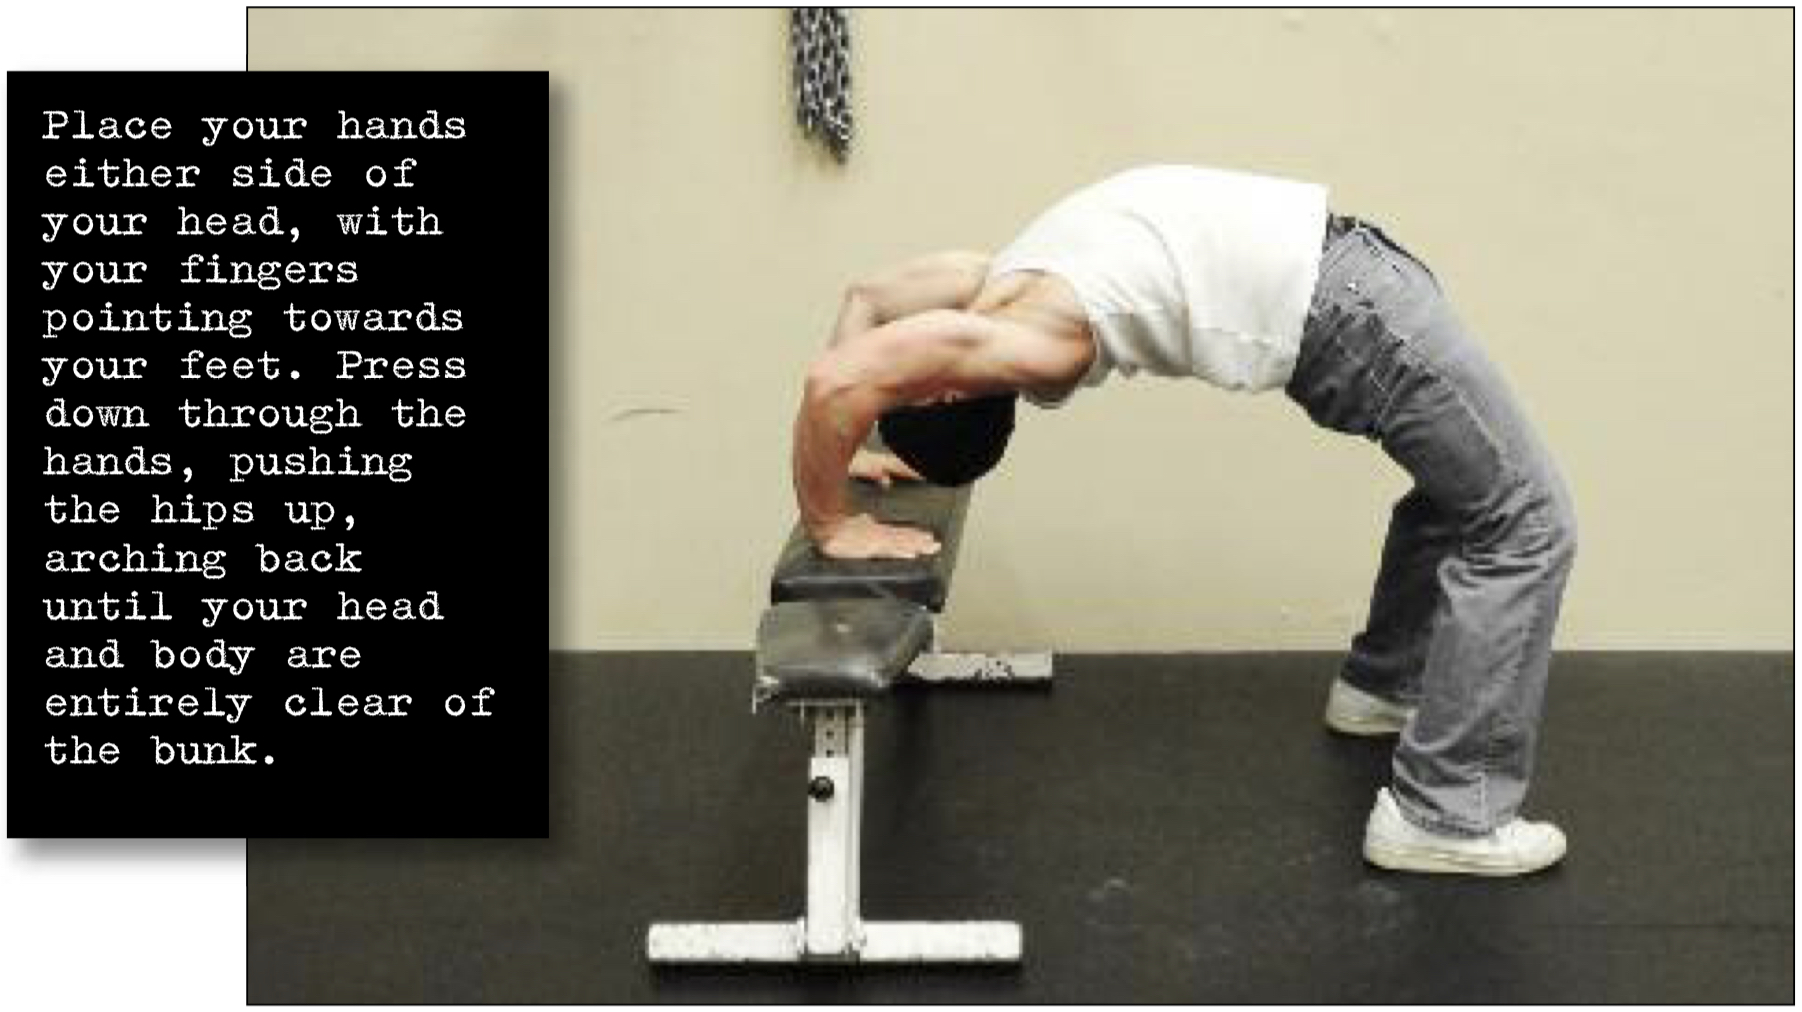 Place your hands
either side of
your head, with
your fingers
pointing towards
your feet. Press
down through the
hands, pushing
the hips up,
arching back
until your head
and body are
entirely clear of
the bunk.